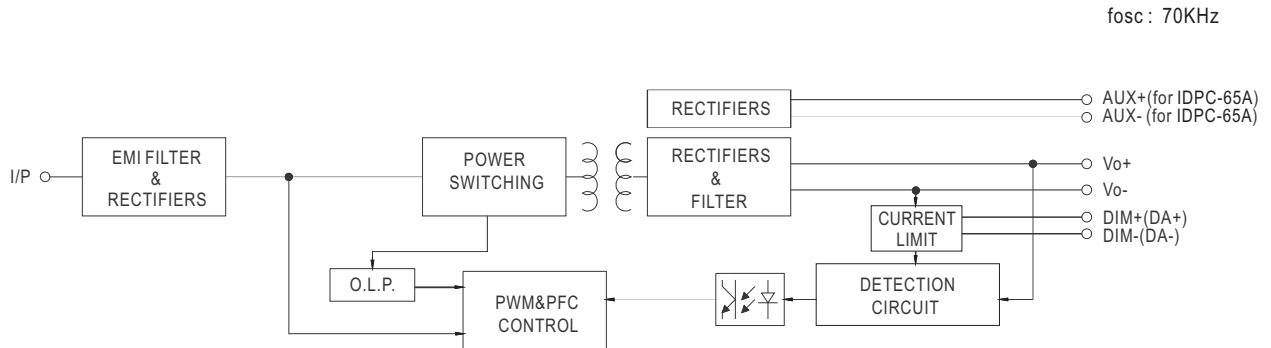 fosc : 70KHz
RECTIFIERS
AUX+(for IDPC-65A)
AUX- (for IDPC-65A)
I/P
EMI FILTER
&
RECTIFIERS
POWER
SWITCHING
RECTIFIERS
&
FILTER
Vo+
Vo-
CURRENT
LIMIT
DIM+(DA+)
DIM-(DA-)
O.L.P.
PWM&PFC
CONTROL
DETECTION
CIRCUIT